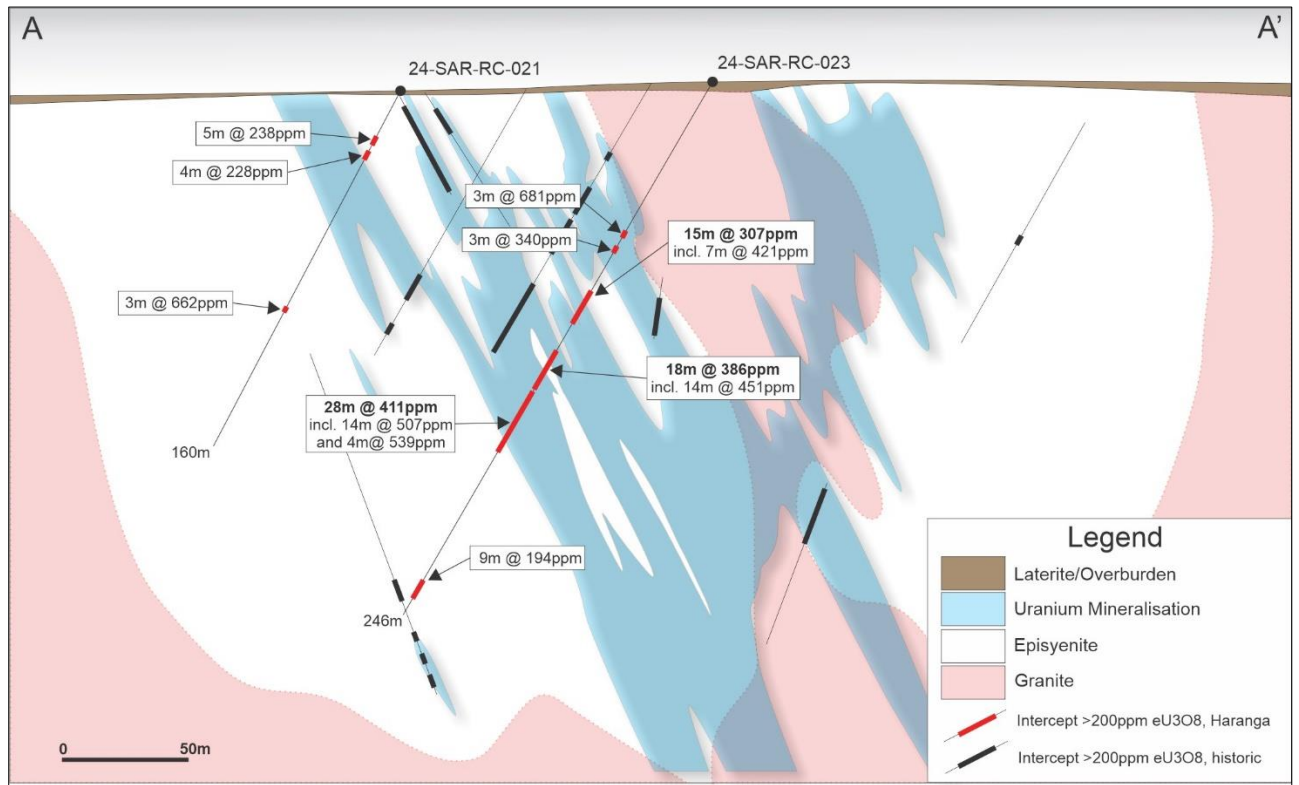 A
A'
24-SAR-RC-021
24-SAR-RC-023
5m @ 238ppm
4m @ 228ppm
3m @ 681ppm
3m @ 340ppm
15m @ 307ppm
incl. 7m @ 421ppm
3m @ 662ppm
18m @ 386ppm
incl. 14m @ 451ppm
28m @ 411ppm
incl. 14m @ 507ppm
and 4m@ 539ppm
160m
9m @ 194ppm
246m
0
50m
Legend
Laterite/Overburden
Uranium Mineralisation
Episyenite
Granite
Intercept >200ppm eU3O8, Haranga
Intercept >200ppm eU3O8, historic